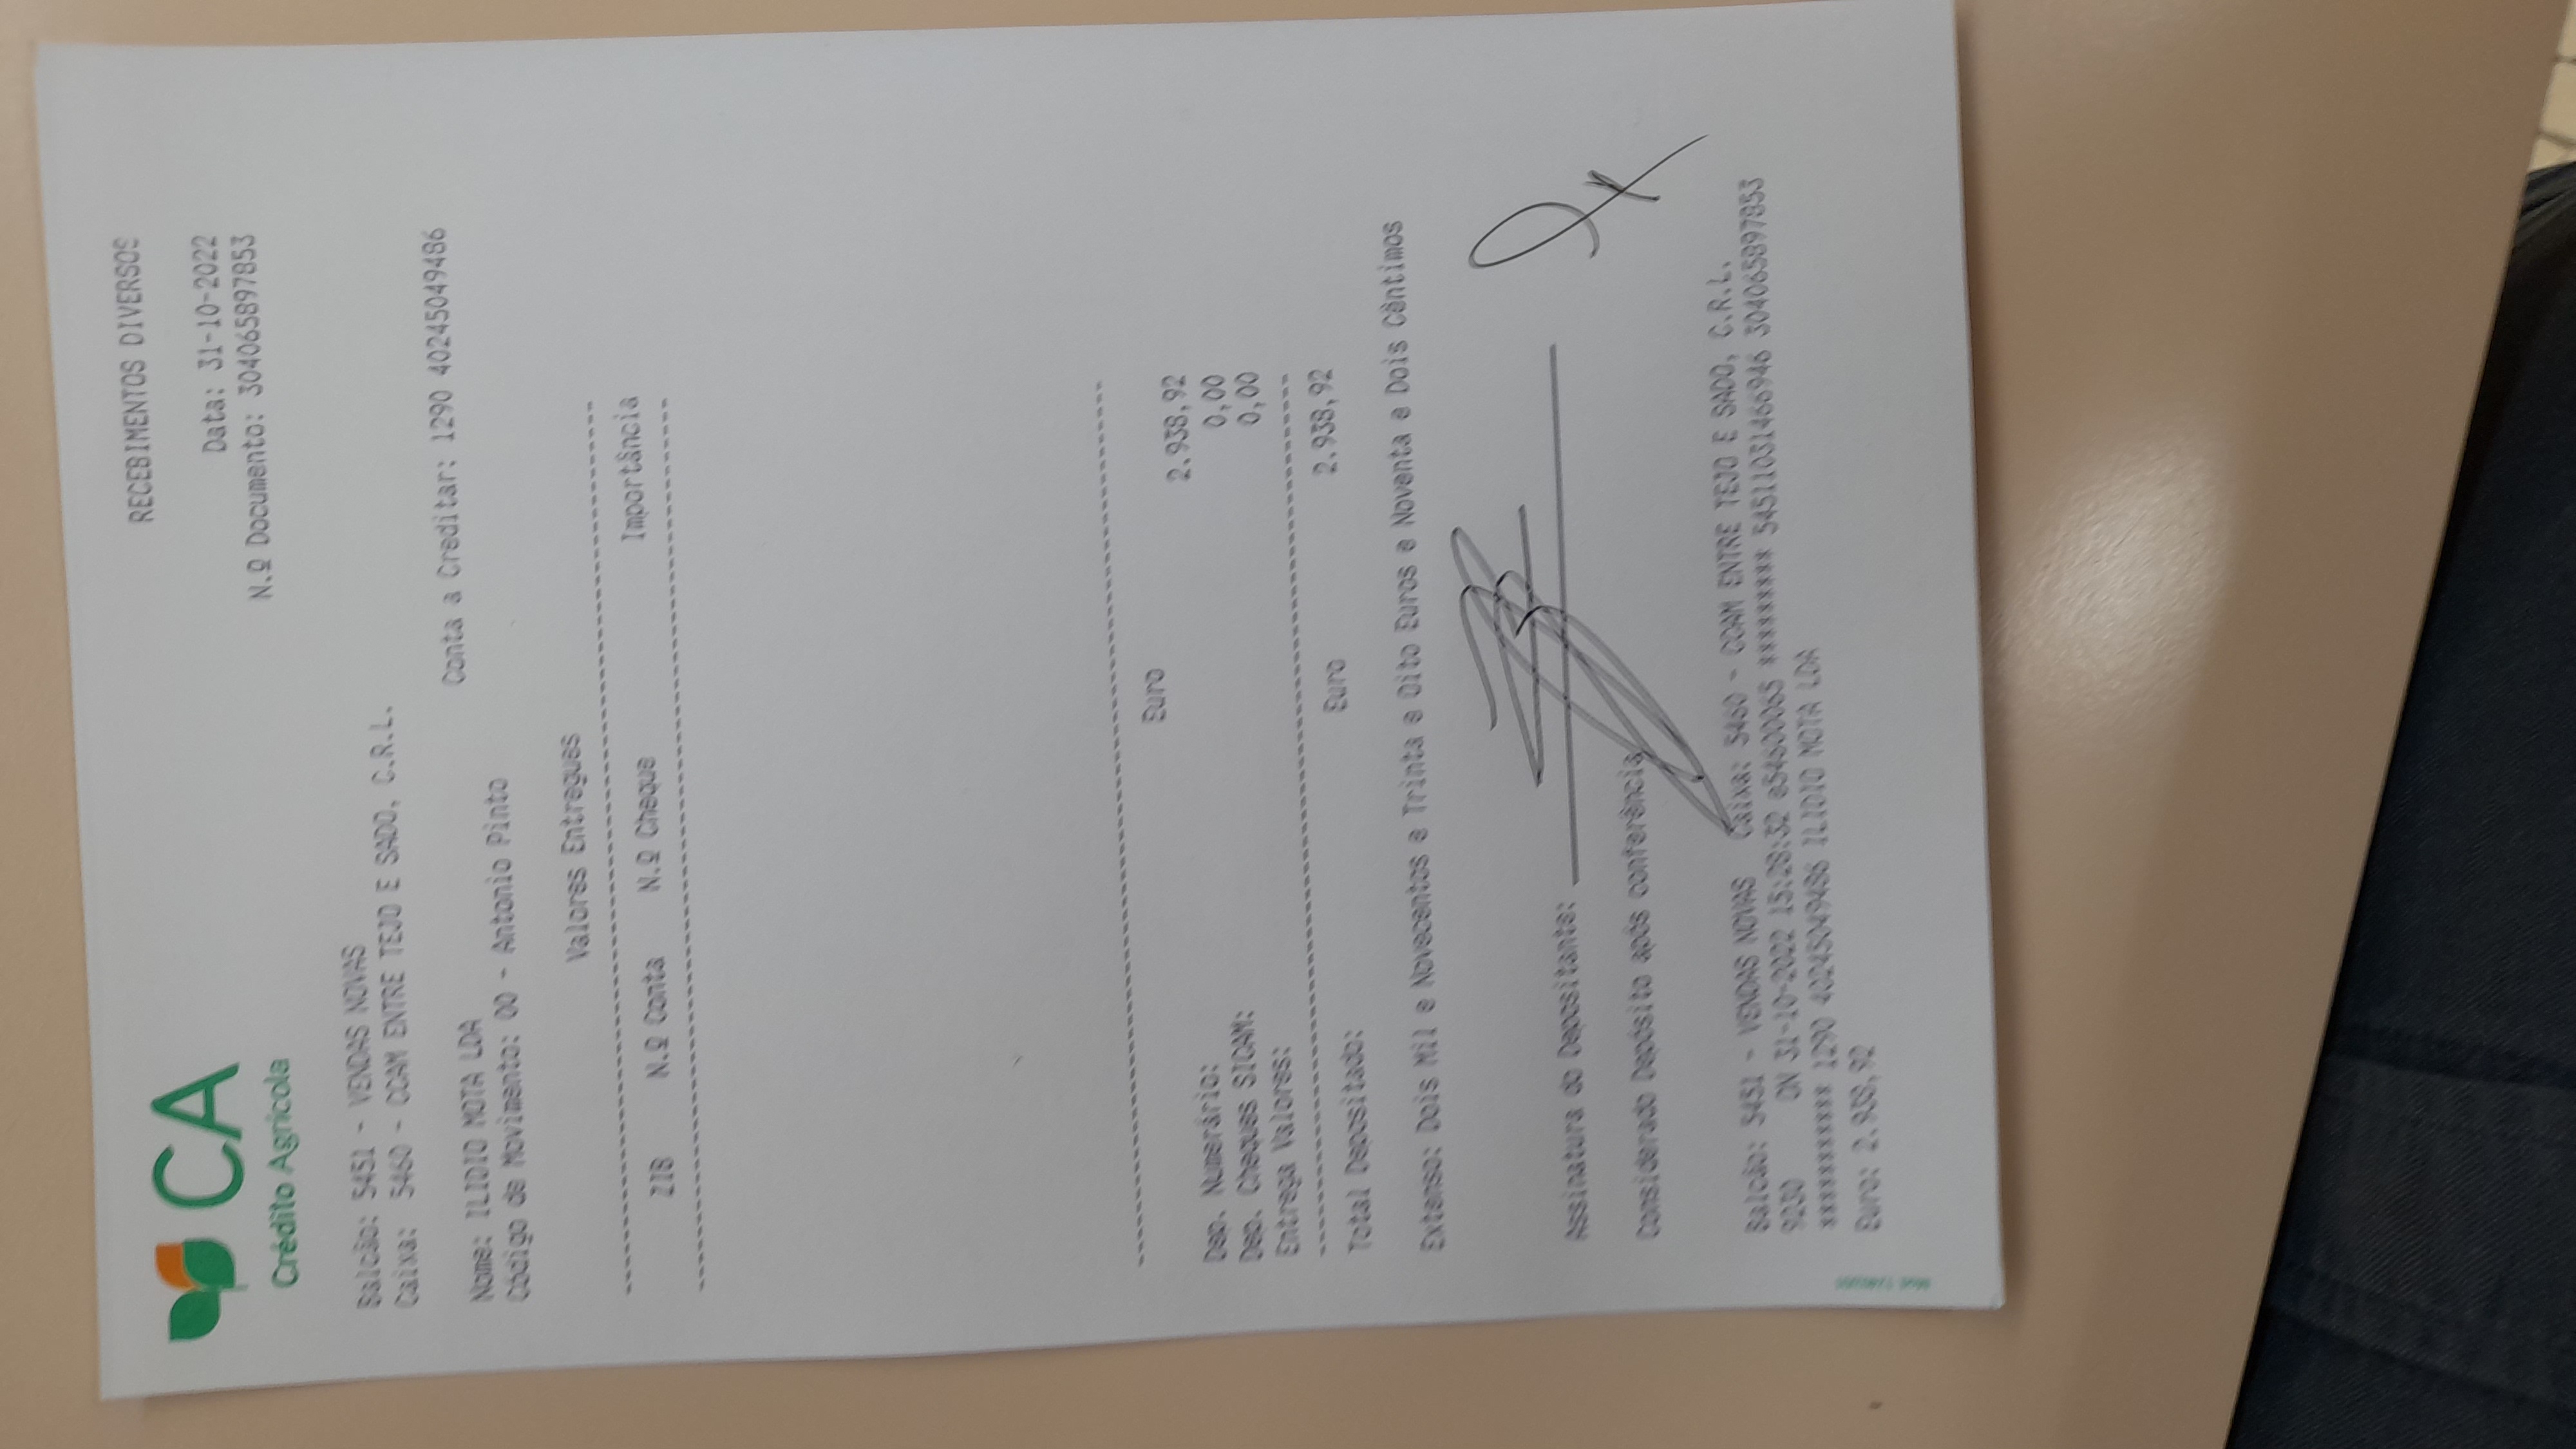 CA
Crédito Agrícola
RECEBIMENTOS DIVERSOS
Data: 31-10-2022
N.º Documento: 304065897853
Balcão: 5451 - VENDAS NOVAS
Caixa: 5460 - CCAM ENTRE TEJO E SADO, C.R.L.
Conta a Creditar: 1290 40245049486
Nome: ILIDIO MOTA LDA
Código de Movimento: 00 - Antonio Pinto
Valores Entregues
ZIB N.º Conta N.º Cheque Importância
Euro
Dep. Numerário: 2.938,92
Dep. Cheques SICAM: 0,00
Entrega Valores: 0,00
Total Depositado: Euro 2.938,92
Extenso: Dois Mil e Novecentos e Trinta e Oito Euros e Noventa e Dois Cêntimos
Assinatura do Depositante:
Considerado Depósito após conferência
Balcão: 5451 - VENDAS NOVAS Caixa: 5460 - CCAM ENTRE TEJO E SADO, C.R.L.
9230 ON 31-10-2022 15:28:32 e5460065 ********* 545110314666946 304065897853
********** 1290 40245049486 ILIDIO MOTA LDA
Euro: 2.938,92